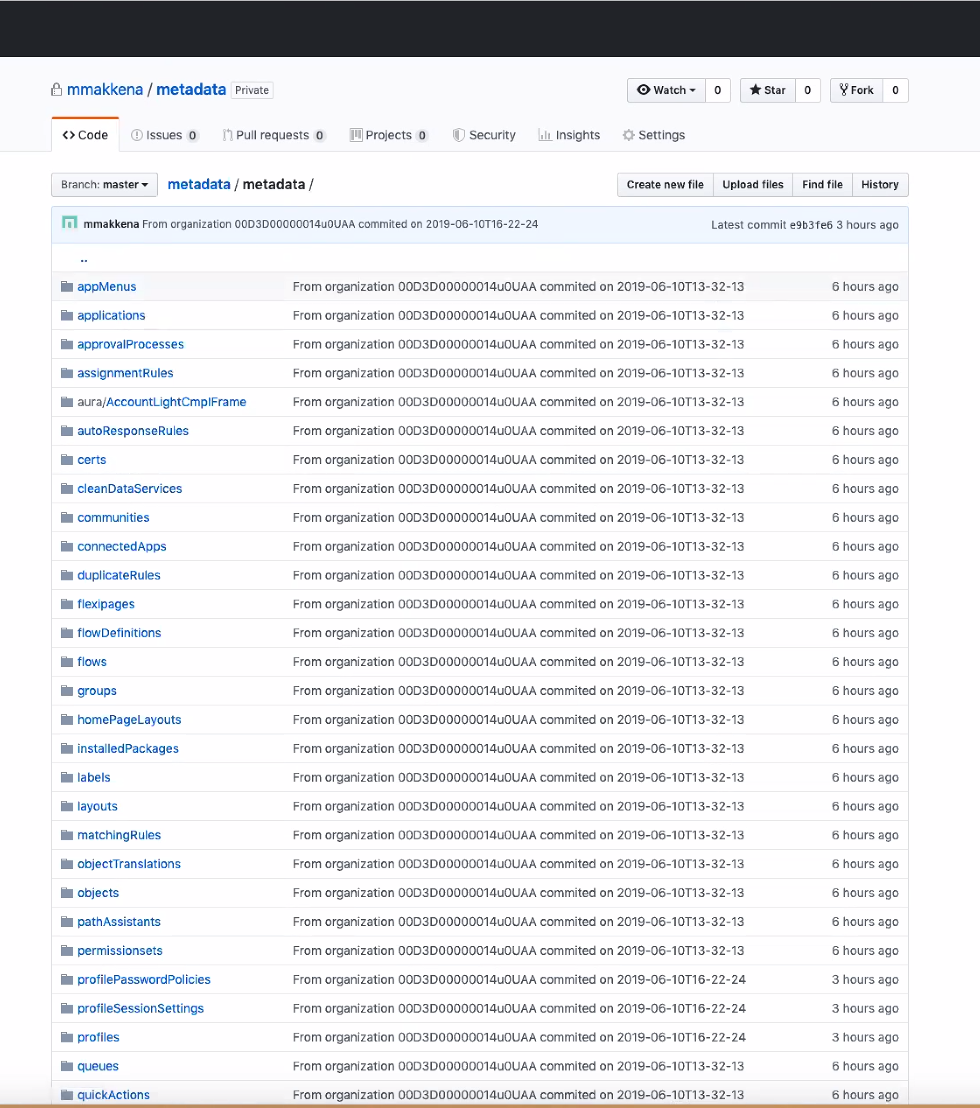 mmakkena / metadata Private Watch 0 Star 0 Fork 0
Code Issues 0 Pull requests 0 Projects 0 Security Insights Settings
Branch: master metadata / metadata / Create new file Upload files Find file History
mmakkena From organization 00D3D00000014u0UAA commited on 2019-06-10T16-22-24 Latest commit e9b3fe6 3 hours ago
..
appMenus From organization 00D3D00000014u0UAA commited on 2019-06-10T13-32-13 6 hours ago
applications From organization 00D3D00000014u0UAA commited on 2019-06-10T13-32-13 6 hours ago
approvalProcesses From organization 00D3D00000014u0UAA commited on 2019-06-10T13-32-13 6 hours ago
assignmentRules From organization 00D3D00000014u0UAA commited on 2019-06-10T13-32-13 6 hours ago
aura/AccountLightCmplFrame From organization 00D3D00000014u0UAA commited on 2019-06-10T13-32-13 6 hours ago
autoResponseRules From organization 00D3D00000014u0UAA commited on 2019-06-10T13-32-13 6 hours ago
certs From organization 00D3D00000014u0UAA commited on 2019-06-10T13-32-13 6 hours ago
cleanDataServices From organization 00D3D00000014u0UAA commited on 2019-06-10T13-32-13 6 hours ago
communities From organization 00D3D00000014u0UAA commited on 2019-06-10T13-32-13 6 hours ago
connectedApps From organization 00D3D00000014u0UAA commited on 2019-06-10T13-32-13 6 hours ago
duplicateRules From organization 00D3D00000014u0UAA commited on 2019-06-10T13-32-13 6 hours ago
flexipages From organization 00D3D00000014u0UAA commited on 2019-06-10T13-32-13 6 hours ago
flowDefinitions From organization 00D3D00000014u0UAA commited on 2019-06-10T13-32-13 6 hours ago
flows From organization 00D3D00000014u0UAA commited on 2019-06-10T13-32-13 6 hours ago
groups From organization 00D3D00000014u0UAA commited on 2019-06-10T13-32-13 6 hours ago
homePageLayouts From organization 00D3D00000014u0UAA commited on 2019-06-10T13-32-13 6 hours ago
installedPackages From organization 00D3D00000014u0UAA commited on 2019-06-10T13-32-13 6 hours ago
labels From organization 00D3D00000014u0UAA commited on 2019-06-10T13-32-13 6 hours ago
layouts From organization 00D3D00000014u0UAA commited on 2019-06-10T13-32-13 6 hours ago
matchingRules From organization 00D3D00000014u0UAA commited on 2019-06-10T13-32-13 6 hours ago
objectTranslations From organization 00D3D00000014u0UAA commited on 2019-06-10T13-32-13 6 hours ago
objects From organization 00D3D00000014u0UAA commited on 2019-06-10T13-32-13 6 hours ago
pathAssistants From organization 00D3D00000014u0UAA commited on 2019-06-10T13-32-13 6 hours ago
permissionsets From organization 00D3D00000014u0UAA commited on 2019-06-10T13-32-13 6 hours ago
profilePasswordPolicies From organization 00D3D00000014u0UAA commited on 2019-06-10T16-22-24 3 hours ago
profileSessionSettings From organization 00D3D00000014u0UAA commited on 2019-06-10T16-22-24 3 hours ago
profiles From organization 00D3D00000014u0UAA commited on 2019-06-10T16-22-24 3 hours ago
queues From organization 00D3D00000014u0UAA commited on 2019-06-10T13-32-13 6 hours ago
quickActions From organization 00D3D00000014u0UAA commited on 2019-06-10T13-32-13 6 hours ago